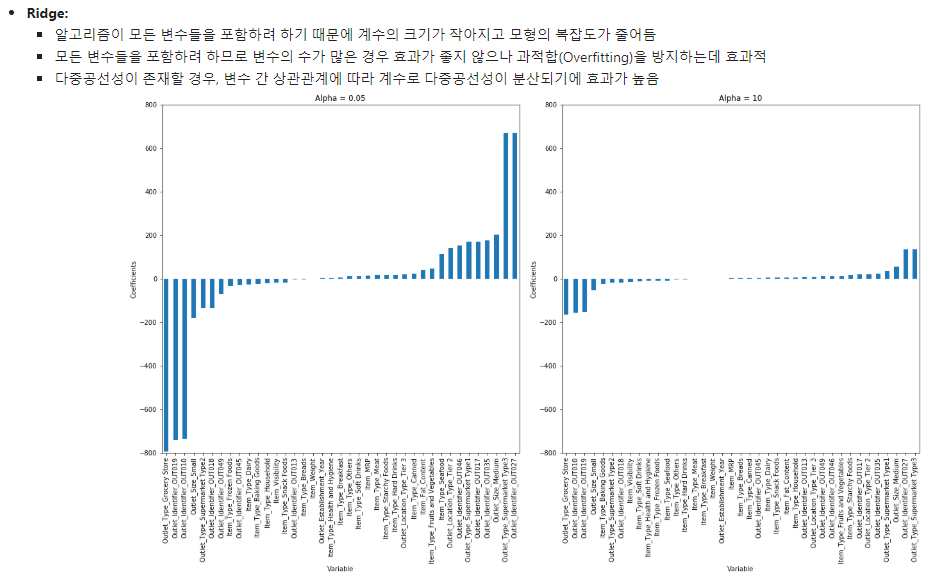 Ridge:
알고리즘이 모든 변수들을 포함하려 하기 때문에 계수의 크기가 작아지고 모형의 복잡도가 줄어듬
모든 변수들을 포함하려 하므로 변수의 수가 많은 경우 효과가 좋지 않으나 과적합(Overfitting)을 방지하는데 효과적
다중공선성이 존재할 경우, 변수 간 상관관계에 따라 계수로 다중공선성이 분산되기에 효과가 높음
Alpha = 0.05
800
600
400
200
0
−200
−400
−600
−800
Coefficients
Outlet_Type_Grocery Store
Outlet_Identifier_OUT019
Outlet_Identifier_OUT010
Outlet_Size_Small
Outlet_Type_Supermarket Type2
Outlet_Identifier_OUT018
Outlet_Identifier_OUT049
Item_Type_Frozen Foods
Outlet_Identifier_OUT045
Item_Type_Dairy
Item_Type_Baking Goods
Item_Type_Household
Item_Visibility
Item_Type_Snack Foods
Outlet_Identifier_OUT013
Item_Type_Breads
Item_Weight
Outlet_Establishment_Year
Item_Type_Health and Hygiene
Item_Type_Breakfast
Item_Type_Others
Item_Type_Soft Drinks
Item_MRP
Item_Type_Meat
Item_Type_Starchy Foods
Item_Type_Hard Drinks
Outlet_Location_Type_Tier 3
Item_Type_Canned
Item_Fat_Content
Item_Type_Fruits and Vegetables
Item_Type_Seafood
Outlet_Location_Type_Tier 2
Outlet_Identifier_OUT046
Outlet_Type_Supermarket Type1
Outlet_Identifier_OUT017
Outlet_Identifier_OUT035
Outlet_Size_Medium
Outlet_Type_Supermarket Type3
Outlet_Identifier_OUT027
Variable
Alpha = 10
800
600
400
200
0
−200
−400
−600
−800
Coefficients
Outlet_Type_Grocery Store
Outlet_Identifier_OUT010
Outlet_Identifier_OUT019
Outlet_Size_Small
Item_Type_Baking Goods
Outlet_Type_Supermarket Type2
Outlet_Identifier_OUT018
Item_Visibility
Item_Type_Soft Drinks
Item_Type_Health and Hygiene
Item_Type_Frozen Foods
Item_Type_Seafood
Item_Type_Others
Item_Type_Hard Drinks
Item_Type_Meat
Item_Type_Breakfast
Item_Weight
Outlet_Establishment_Year
Item_MRP
Item_Type_Breads
Item_Type_Canned
Outlet_Identifier_OUT045
Item_Type_Dairy
Item_Type_Snack Foods
Item_Fat_Content
Item_Type_Household
Outlet_Identifier_OUT013
Outlet_Location_Type_Tier 3
Outlet_Identifier_OUT049
Outlet_Identifier_OUT046
Item_Type_Fruits and Vegetables
Item_Type_Starchy Foods
Outlet_Identifier_OUT017
Outlet_Location_Type_Tier 2
Outlet_Identifier_OUT035
Outlet_Type_Supermarket Type1
Outlet_Size_Medium
Outlet_Identifier_OUT027
Outlet_Type_Supermarket Type3
Variable